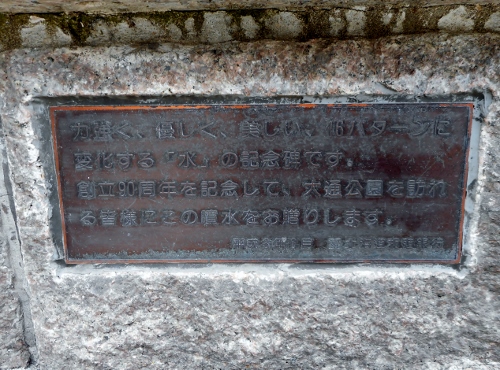 力強く、優しく、美しい、16パターンに
変化する「水」の記念碑です。
創立90周年を記念して、大通公園を訪れ
る皆様にこの噴水をお贈りします。